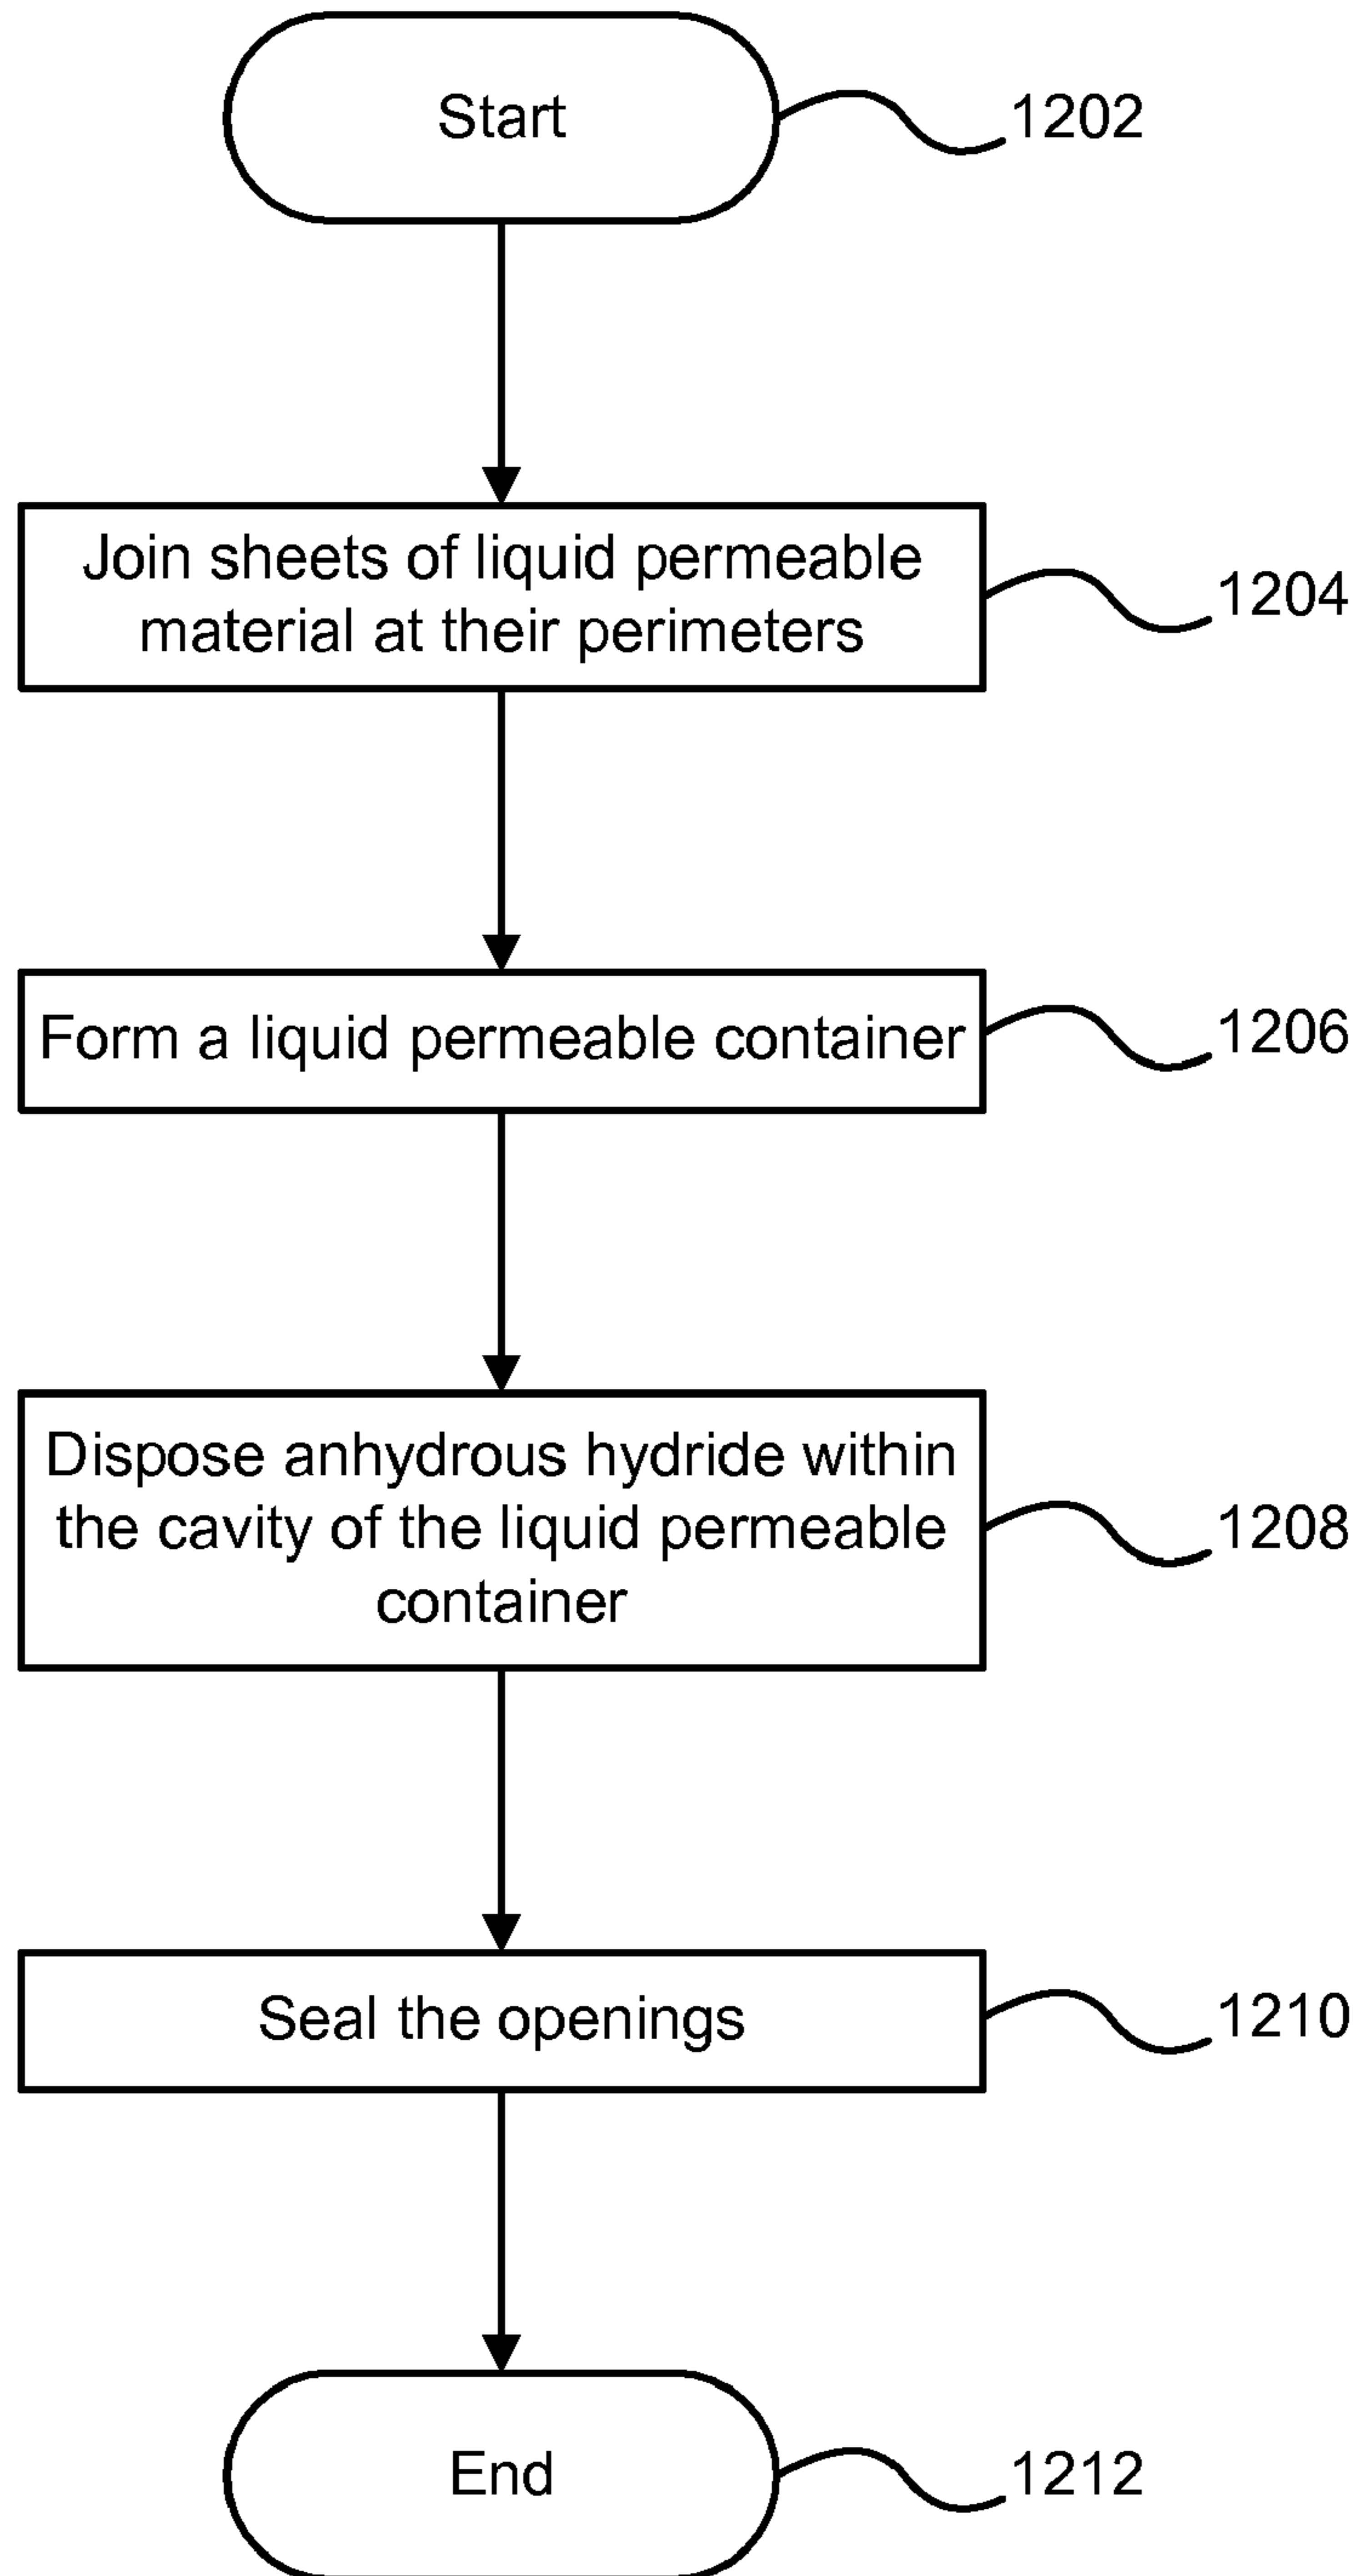 Start
1202
Join sheets of liquid permeable
material at their perimeters
1204
Form a liquid permeable container
1206
Dispose anhydrous hydride within
the cavity of the liquid permeable
container
1208
Seal the openings
1210
End
1212